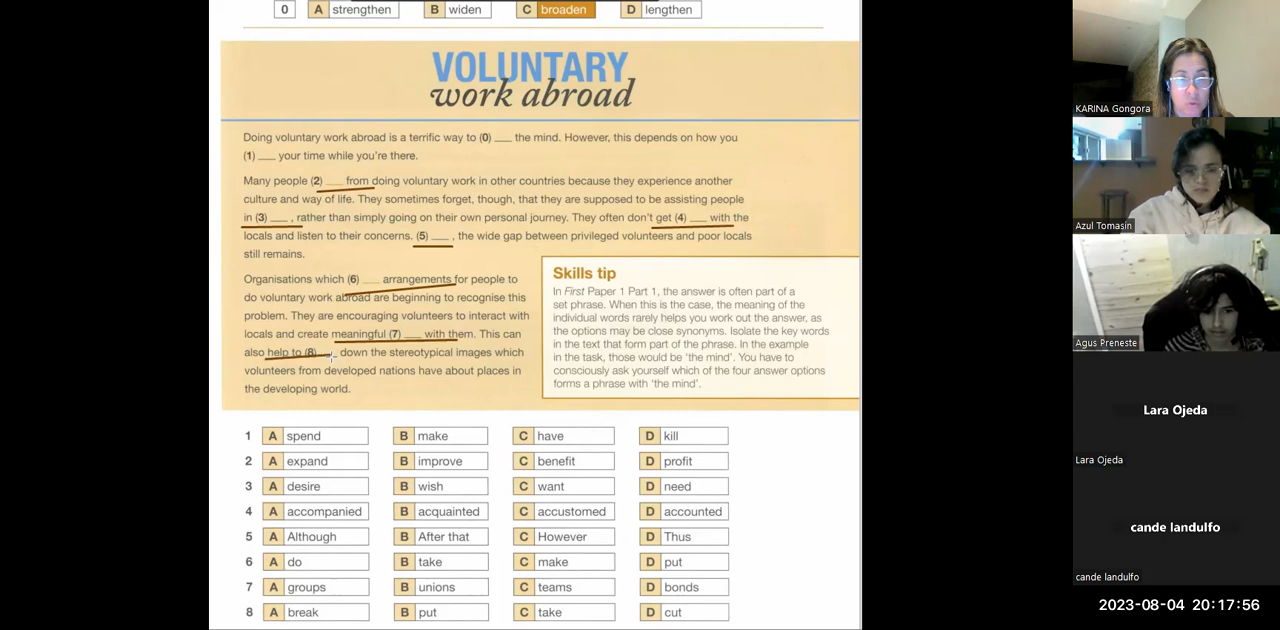 0 A strengthen B widen C broaden D lengthen
VOLUNTARY
work abroad
Doing voluntary work abroad is a terrific way to (0) ___ the mind. However, this depends on how you
(1) ___ your time while you're there.
Many people (2) ___ from doing voluntary work in other countries because they experience another
culture and way of life. They sometimes forget, though, that they are supposed to be assisting people
in (3) ___ , rather than simply going on their own personal journey. They often don't get (4) ___ with the
locals and listen to their concerns. (5) ___ , the wide gap between privileged volunteers and poor locals
still remains.
Organisations which (6) ___ arrangements for people to
do voluntary work abroad are beginning to recognise this
problem. They are encouraging volunteers to interact with
locals and create meaningful (7) ___ with them. This can
also help to (8) ___ down the stereotypical images which
volunteers from developed nations have about places in
the developing world.
Skills tip
In First Paper 1 Part 1, the answer is often part of a
set phrase. When this is the case, the meaning of the
individual words rarely helps you work out the answer, as
the options may be close synonyms. Isolate the key words
in the text that form part of the phrase. In the example
in the task, those would be 'the mind'. You have to
consciously ask yourself which of the four answer options
forms a phrase with 'the mind'.
1 A spend B make C have D kill
2 A expand B improve C benefit D profit
3 A desire B wish C want D need
4 A accompanied B acquainted C accustomed D accounted
5 A Although B After that C However D Thus
6 A do B take C make D put
7 A groups B unions C teams D bonds
8 A break B put C take D cut
KARINA Gongora
Azul Tomasin
Agus Preneste
Lara Ojeda
Lara Ojeda
cande landulfo
cande landulfo
2023-08-04 20:17:56